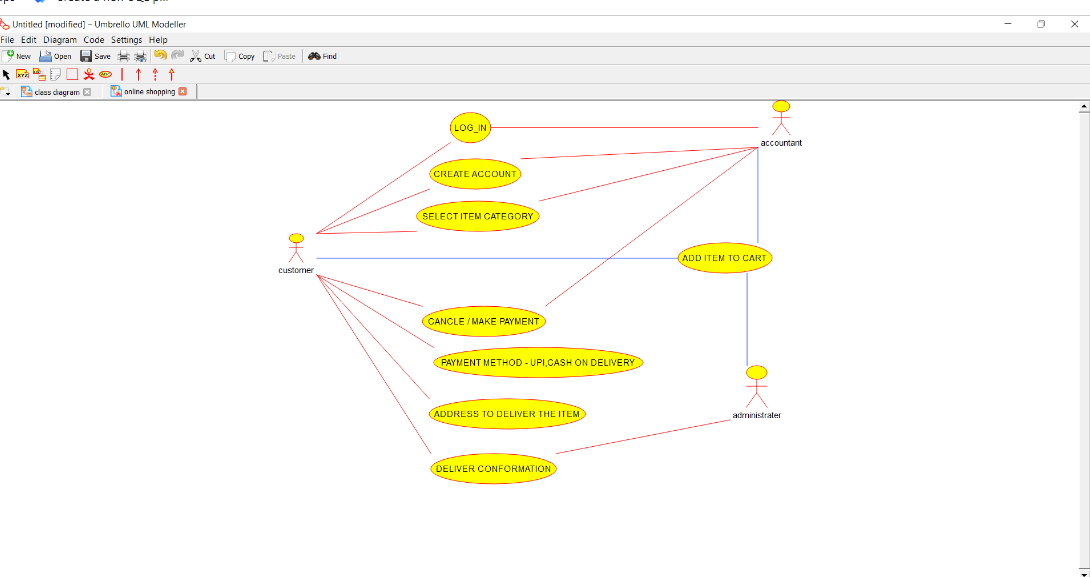 Untitled [modified] – Umbrello UML Modeller
File Edit Diagram Code Settings Help
New Open Save Cut Copy Paste Find
class diagram online shopping
LOG_IN
accountant
CREATE ACCOUNT
SELECT ITEM CATEGORY
customer
ADD ITEM TO CART
CANCLE / MAKE PAYMENT
PAYMENT METHOD - UPI,CASH ON DELIVERY
administrater
ADDRESS TO DELIVER THE ITEM
DELIVER CONFORMATION